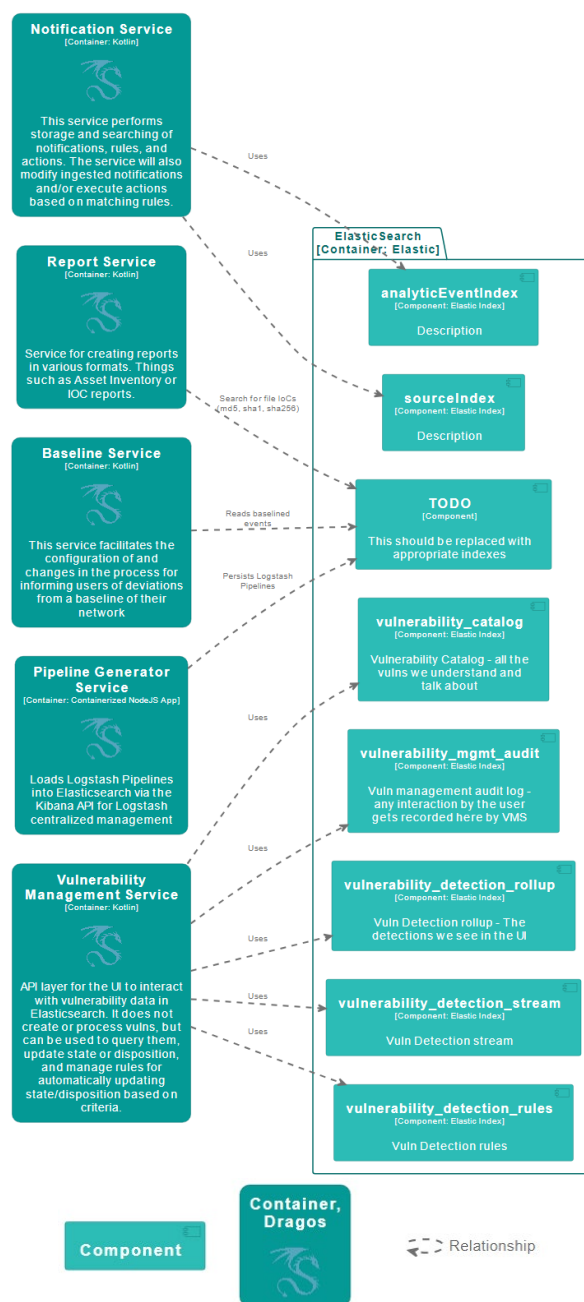 Notification Service
[Container: Kotlin]
This service performs
storage and searching of
notifications, rules, and
actions. The service will also
modify ingested notifications
and/or execute actions
based on matching rules.
Uses
Uses
Report Service
[Container: Kotlin]
Service for creating reports
in various formats. Things
such as Asset Inventory or
IOC reports.
Search for file IoCs
(md5, sha1, sha256)
Baseline Service
[Container: Kotlin]
This service facilitates the
configuration of and
changes in the process for
informing users of deviations
from a baseline of their
network
Reads baselined
events
Persists Logstash
Pipelines
Pipeline Generator
Service
[Container: Containerized NodeJS App]
Loads Logstash Pipelines
into Elasticsearch via the
Kibana API for Logstash
centralized management
Uses
Uses
Vulnerability
Management Service
[Container: Kotlin]
API layer for the UI to interact
with vulnerability data in
Elasticsearch. It does not
create or process vulns, but
can be used to query them,
update state or disposition,
and manage rules for
automatically updating
state/disposition based on
criteria.
Uses
Uses
Uses
ElasticSearch
[Container: Elastic]
analyticEventIndex
[Component: Elastic Index]
Description
sourceIndex
[Component: Elastic Index]
Description
TODO
[Component]
This should be replaced with
appropriate indexes
vulnerability_catalog
[Component: Elastic Index]
Vulnerability Catalog - all the
vulns we understand and
talk about
vulnerability_mgmt_audit
[Component: Elastic Index]
Vuln management audit log -
any interaction by the user
gets recorded here by VMS
vulnerability_detection_rollup
[Component: Elastic Index]
Vuln Detection rollup - The
detections we see in the UI
vulnerability_detection_stream
[Component: Elastic Index]
Vuln Detection stream
vulnerability_detection_rules
[Component: Elastic Index]
Vuln Detection rules
Component
Container,
Dragos
Relationship